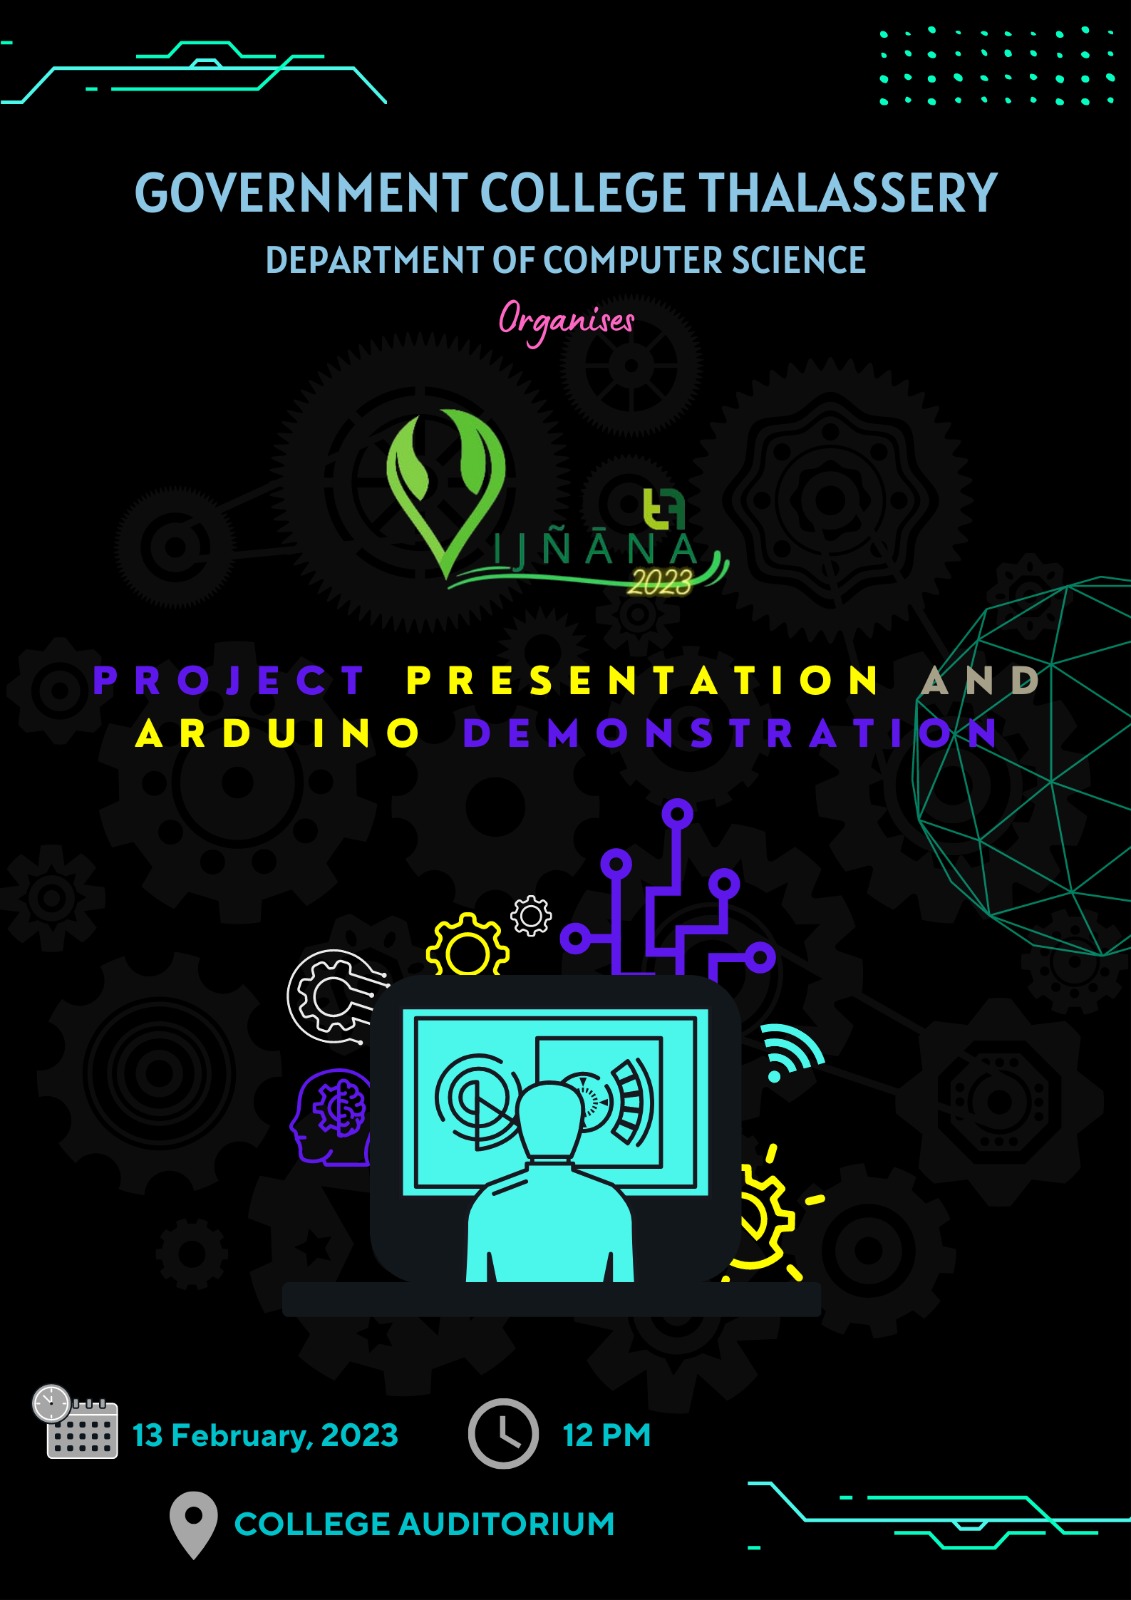 GOVERNMENT COLLEGE THALASSERY
DEPARTMENT OF COMPUTER SCIENCE
Organises
VIJÑĀNA
2023
PROJECT PRESENTATION AND
ARDUINO DEMONSTRATION
13 February, 2023
12 PM
COLLEGE AUDITORIUM